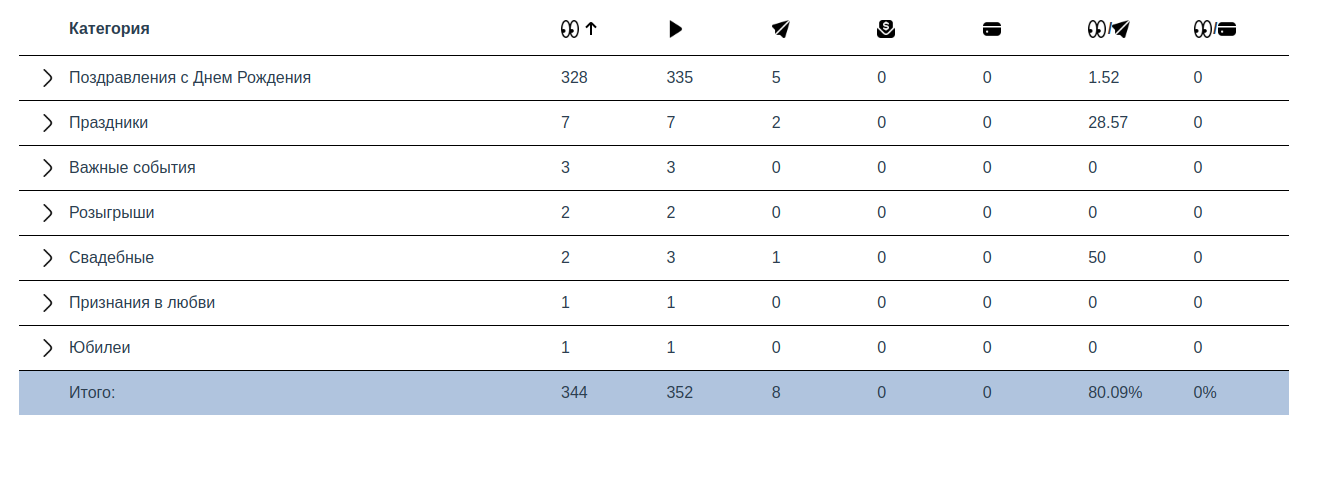 Категория 👀 ↑ 👀/ 👀/
Поздравления с Днем Рождения 328 335 5 0 0 1.52 0
Праздники 7 7 2 0 0 28.57 0
Важные события 3 3 0 0 0 0 0
Розыгрыши 2 2 0 0 0 0 0
Свадебные 2 3 1 0 0 50 0
Признания в любви 1 1 0 0 0 0 0
Юбилеи 1 1 0 0 0 0 0
Итого: 344 352 8 0 0 80.09% 0%